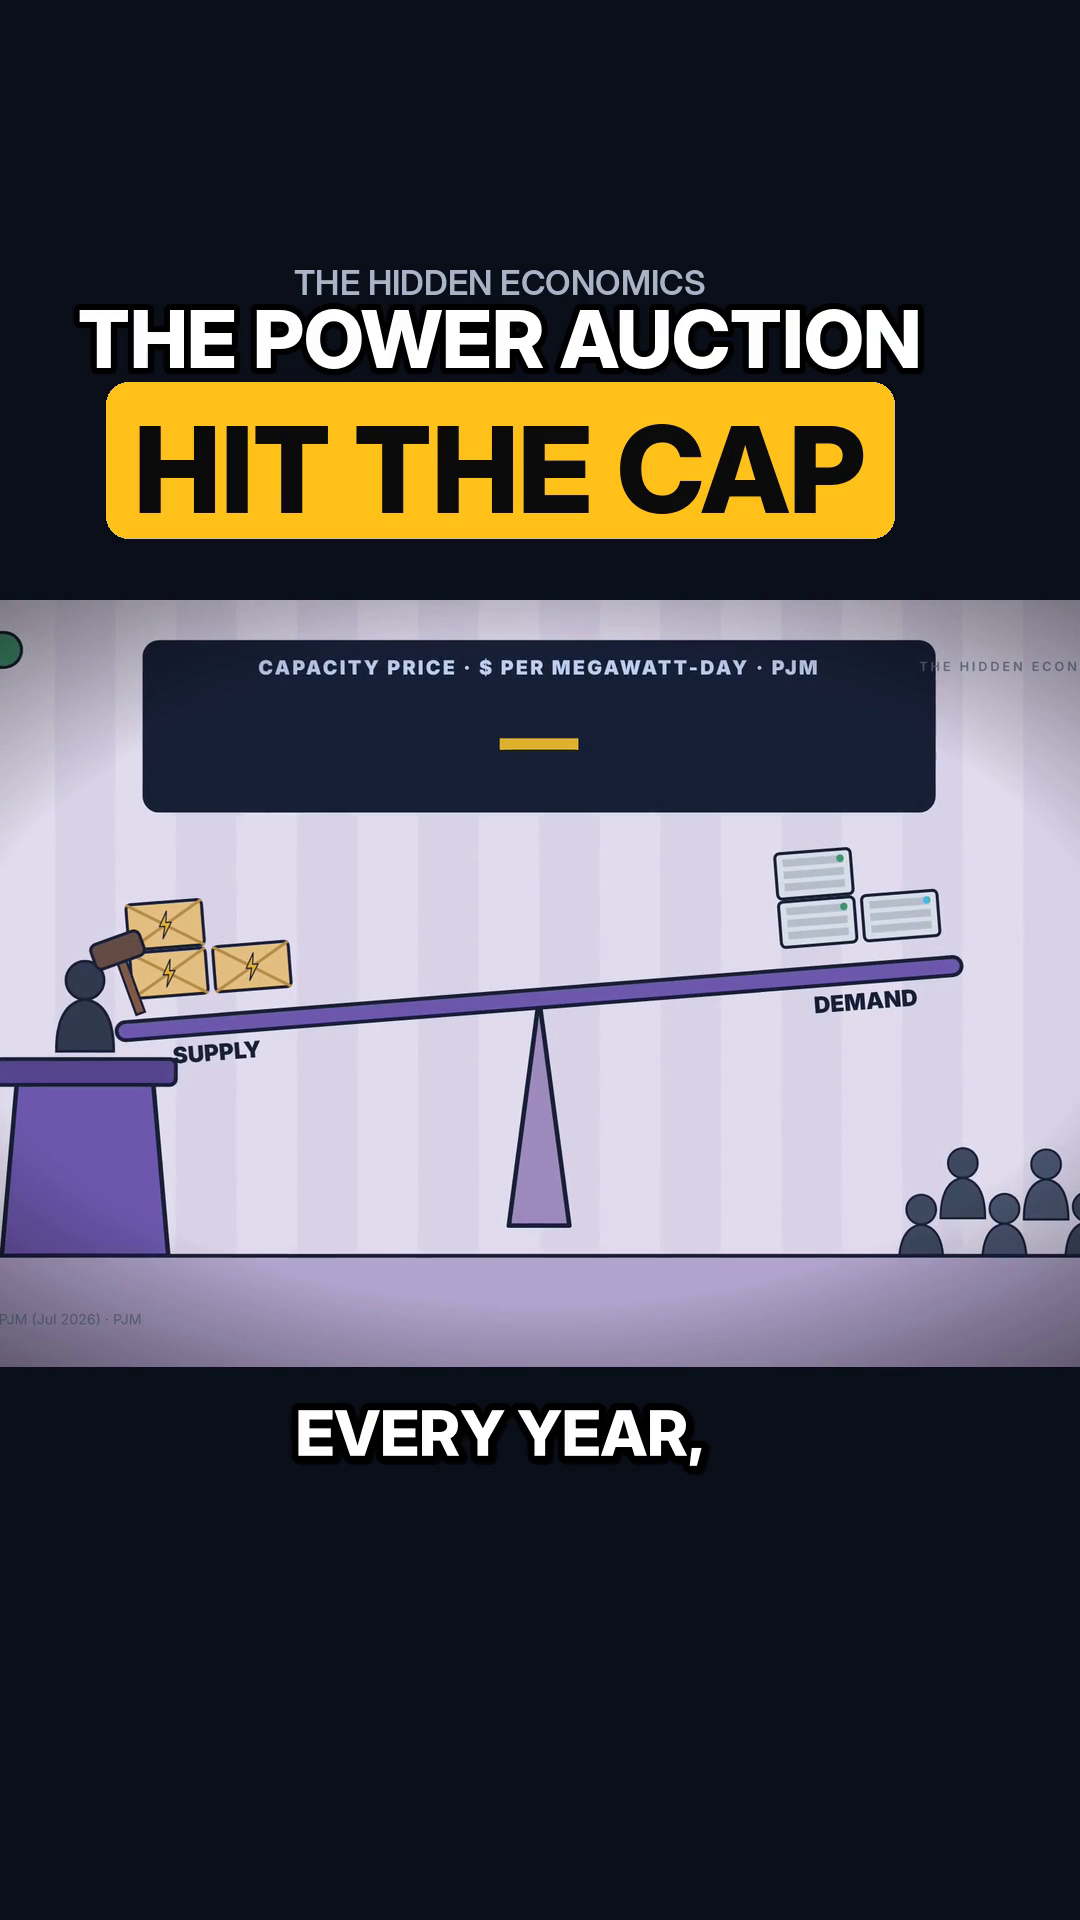 THE HIDDEN ECONOMICS
THE POWER AUCTION
HIT THE CAP
CAPACITY PRICE · $ PER MEGAWATT-DAY · PJM
THE HIDDEN ECON
DEMAND
SUPPLY
PJM (Jul 2026) · PJM
EVERY YEAR,